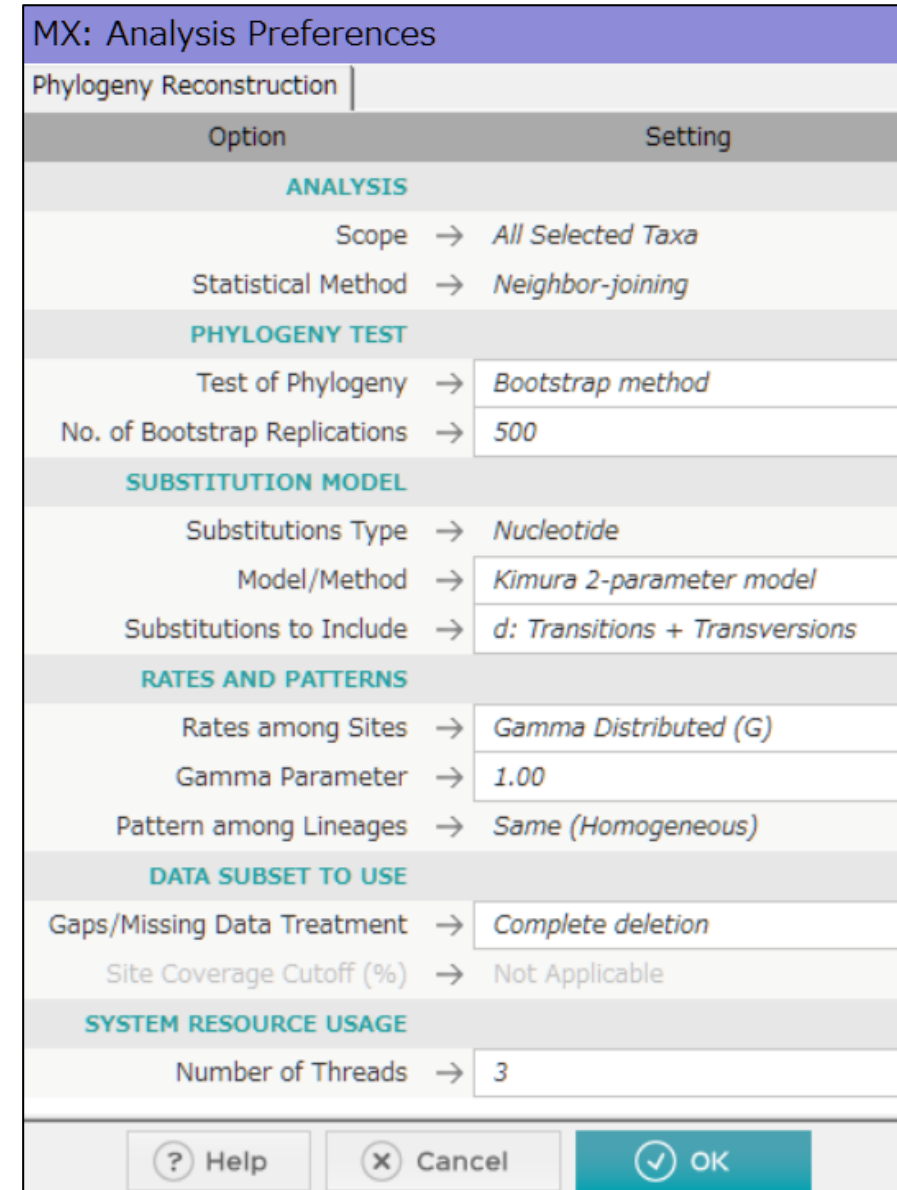 MX: Analysis Preferences
Phylogeny Reconstruction
Option Setting
ANALYSIS
Scope → All Selected Taxa
Statistical Method → Neighbor-joining
PHYLOGENY TEST
Test of Phylogeny → Bootstrap method
No. of Bootstrap Replications → 500
SUBSTITUTION MODEL
Substitutions Type → Nucleotide
Model/Method → Kimura 2-parameter model
Substitutions to Include → d: Transitions + Transversions
RATES AND PATTERNS
Rates among Sites → Gamma Distributed (G)
Gamma Parameter → 1.00
Pattern among Lineages → Same (Homogeneous)
DATA SUBSET TO USE
Gaps/Missing Data Treatment → Complete deletion
Site Coverage Cutoff (%) → Not Applicable
SYSTEM RESOURCE USAGE
Number of Threads → 3
? Help X Cancel ✓ OK